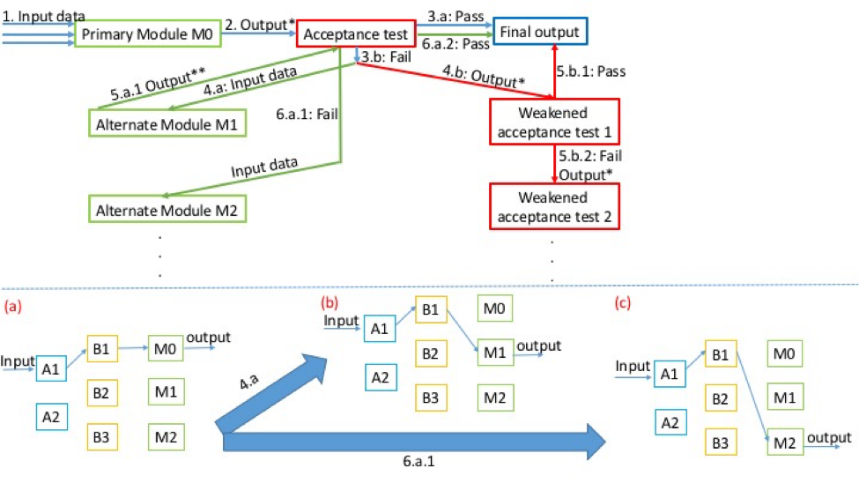 1. Input data
Primary Module M0
2. Output*
Acceptance test
3.a: Pass
6.a.2: Pass
Final output
3.b: Fail
5.a.1 Output**
4.a: Input data
4.b: Output*
5.b.1: Pass
Alternate Module M1
6.a.1: Fail
Weakened
acceptance test 1
5.b.2: Fail
Output*
Input data
Alternate Module M2
Weakened
acceptance test 2
(a)
Input
A1
A2
B1
B2
B3
M0
M1
M2
output
4.a
(b)
Input
A1
A2
B1
B2
B3
M0
M1
M2
output
6.a.1
(c)
Input
A1
A2
B1
B2
B3
M0
M1
M2
output